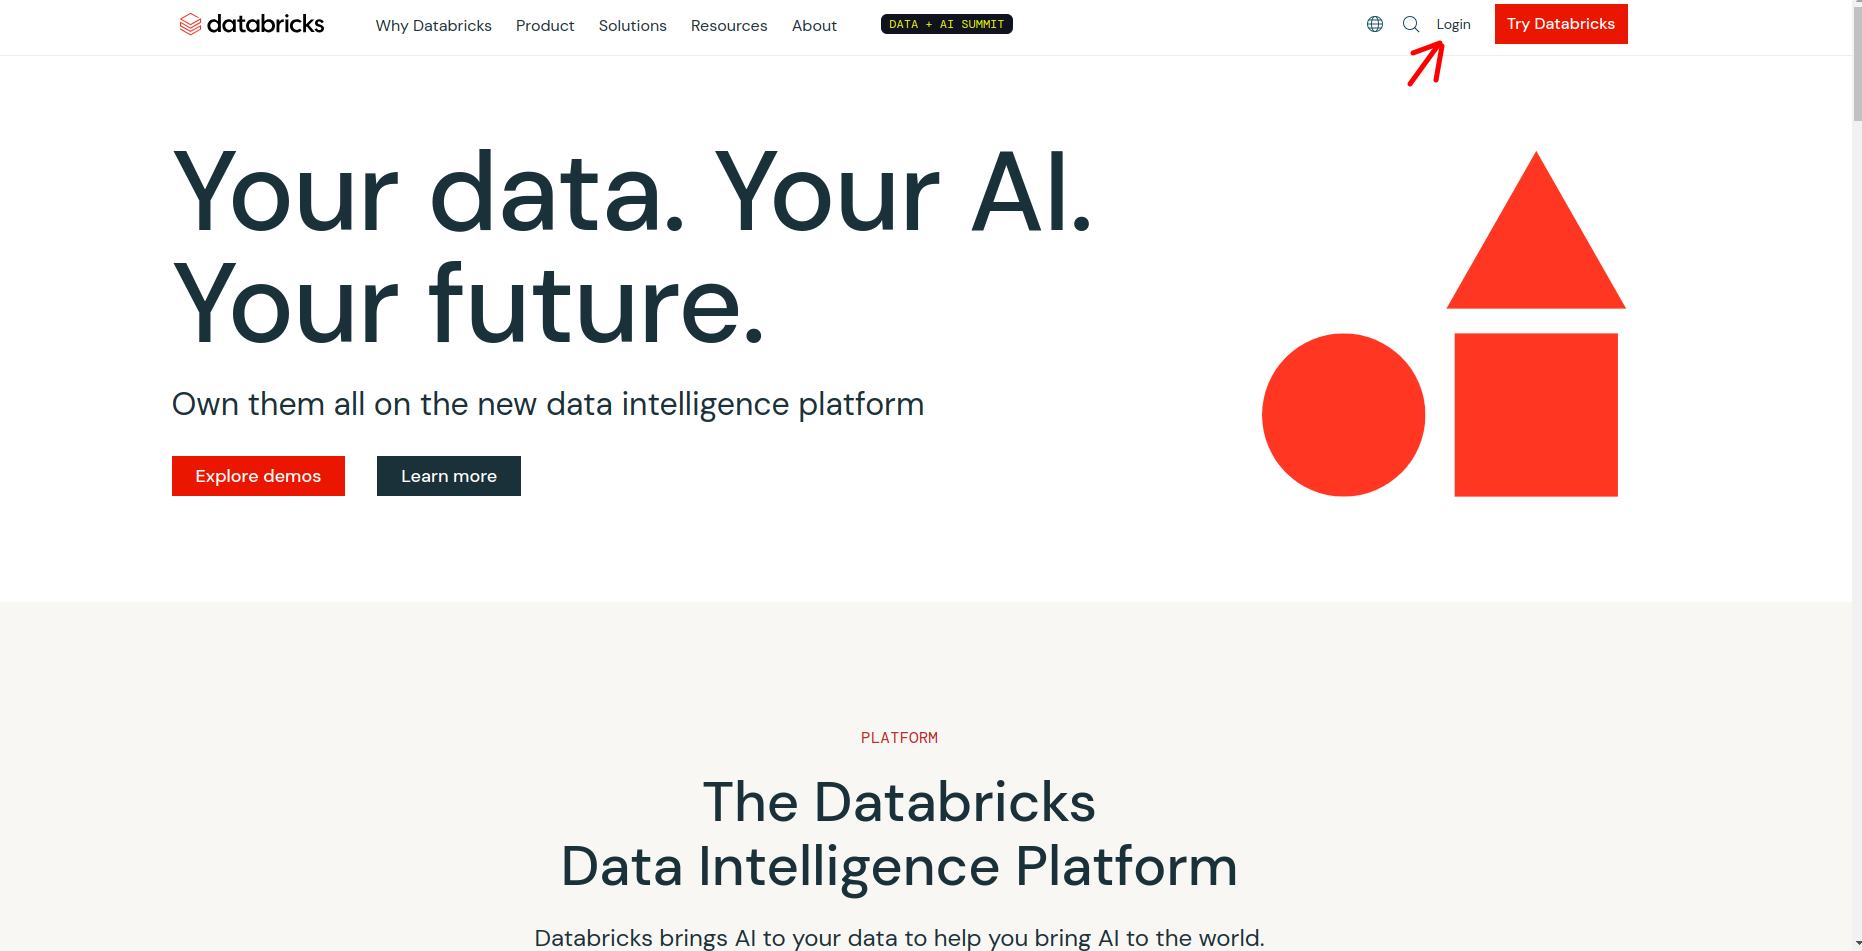 databricks
Why Databricks Product Solutions Resources About DATA + AI SUMMIT Login Try Databricks
Your data. Your AI.
Your future.
Own them all on the new data intelligence platform
Explore demos Learn more
PLATFORM
The Databricks
Data Intelligence Platform
Databricks brings AI to your data to help you bring AI to the world.